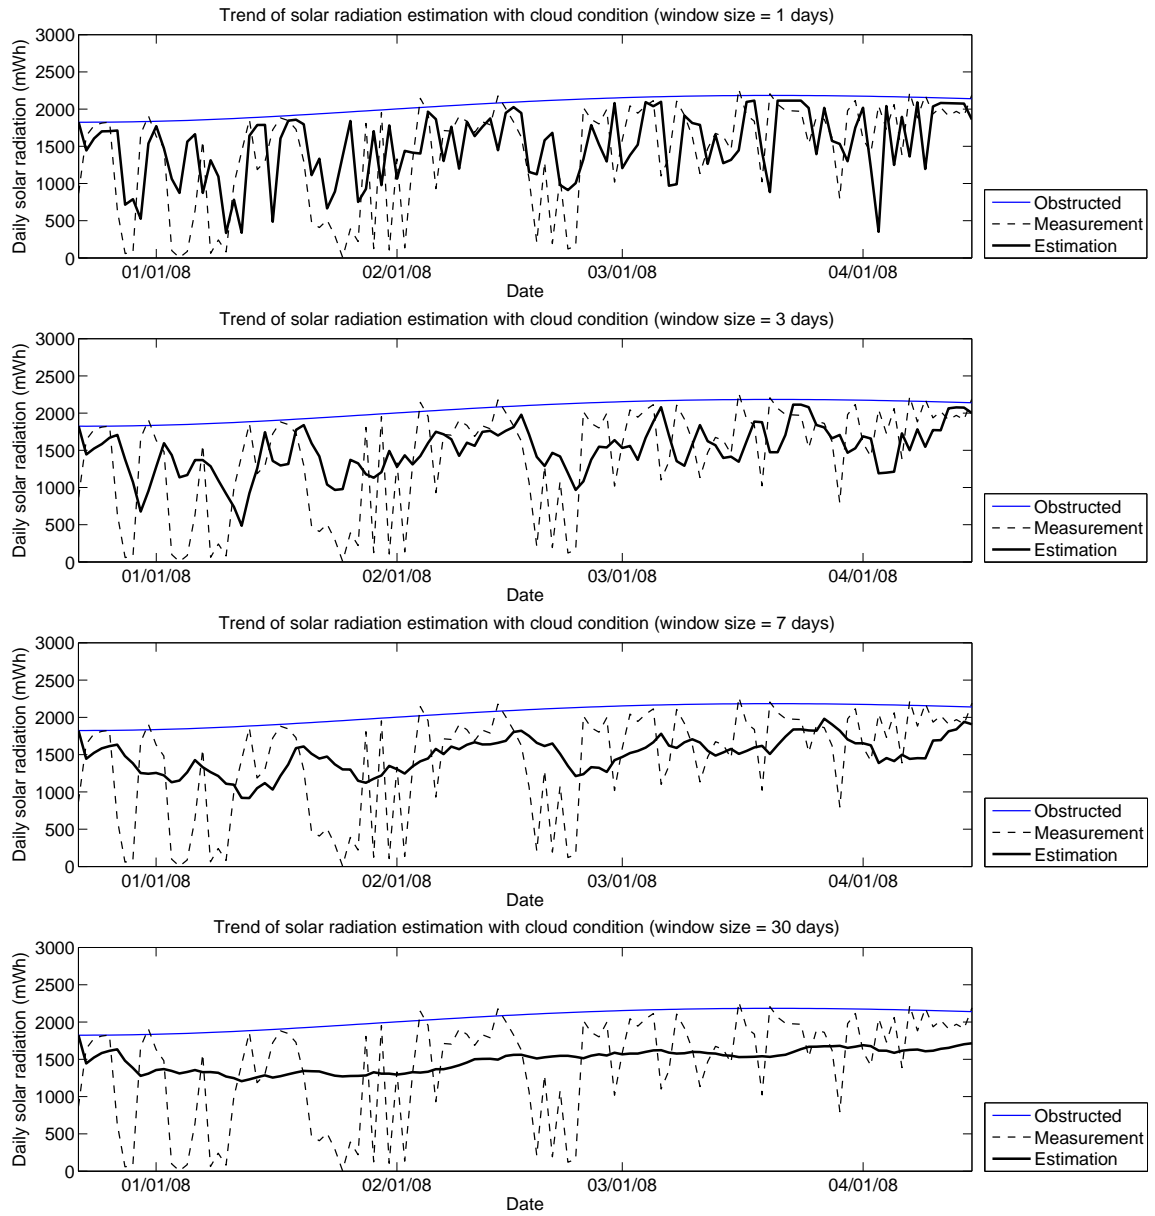 Trend of solar radiation estimation with cloud condition (window size = 1 days)
Daily solar radiation (mWh)
3000
2500
2000
1500
1000
500
0
01/01/08 02/01/08 03/01/08 04/01/08
Date
Obstructed
Measurement
Estimation
Trend of solar radiation estimation with cloud condition (window size = 3 days)
Daily solar radiation (mWh)
3000
2500
2000
1500
1000
500
0
01/01/08 02/01/08 03/01/08 04/01/08
Date
Obstructed
Measurement
Estimation
Trend of solar radiation estimation with cloud condition (window size = 7 days)
Daily solar radiation (mWh)
3000
2500
2000
1500
1000
500
0
01/01/08 02/01/08 03/01/08 04/01/08
Date
Obstructed
Measurement
Estimation
Trend of solar radiation estimation with cloud condition (window size = 30 days)
Daily solar radiation (mWh)
3000
2500
2000
1500
1000
500
0
01/01/08 02/01/08 03/01/08 04/01/08
Date
Obstructed
Measurement
Estimation